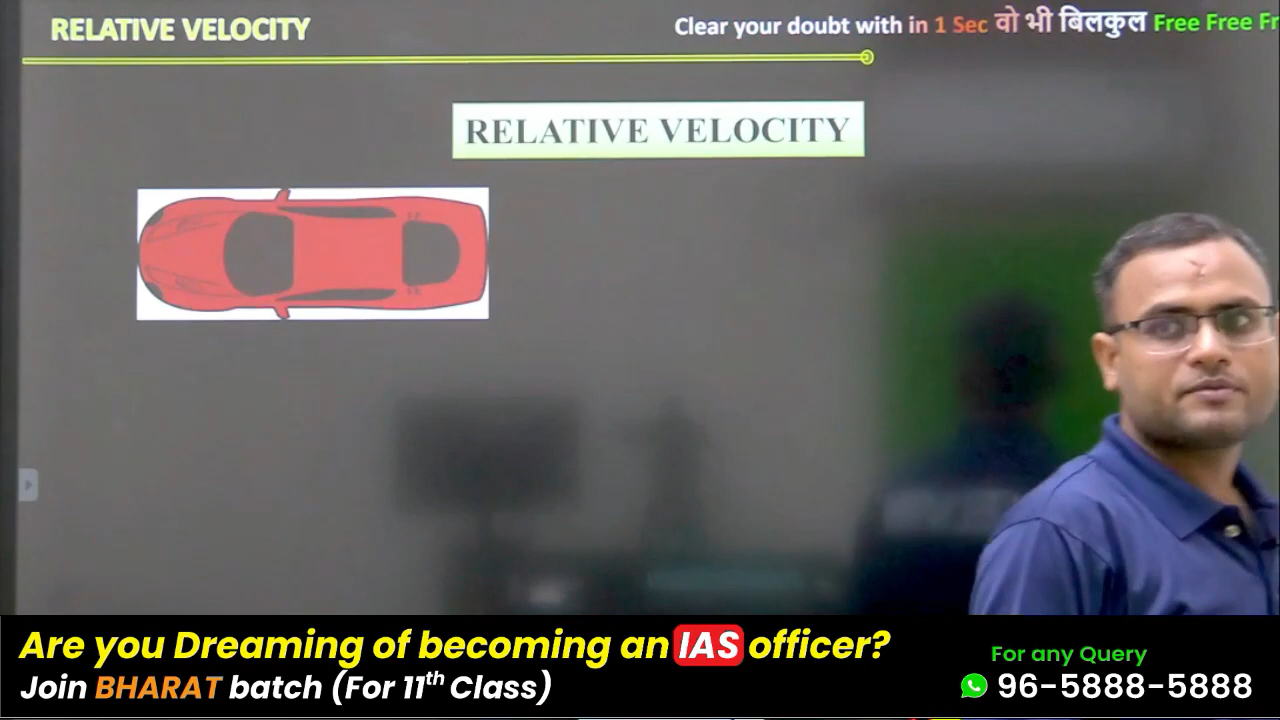 RELATIVE VELOCITY
Clear your doubt with in 1 Sec वो भी बिलकुल Free Free
RELATIVE VELOCITY
Are you Dreaming of becoming an IAS officer?
Join BHARAT batch (For 11th Class)
For any Query
96-5888-5888